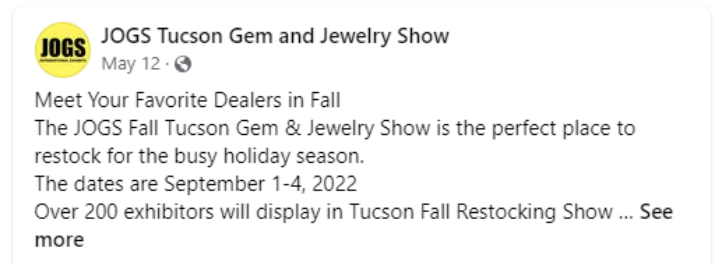 JOGS
INTERNATIONAL EXHIBITS
JOGS Tucson Gem and Jewelry Show
May 12 ·
Meet Your Favorite Dealers in Fall
The JOGS Fall Tucson Gem & Jewelry Show is the perfect place to
restock for the busy holiday season.
The dates are September 1-4, 2022
Over 200 exhibitors will display in Tucson Fall Restocking Show ... See
more